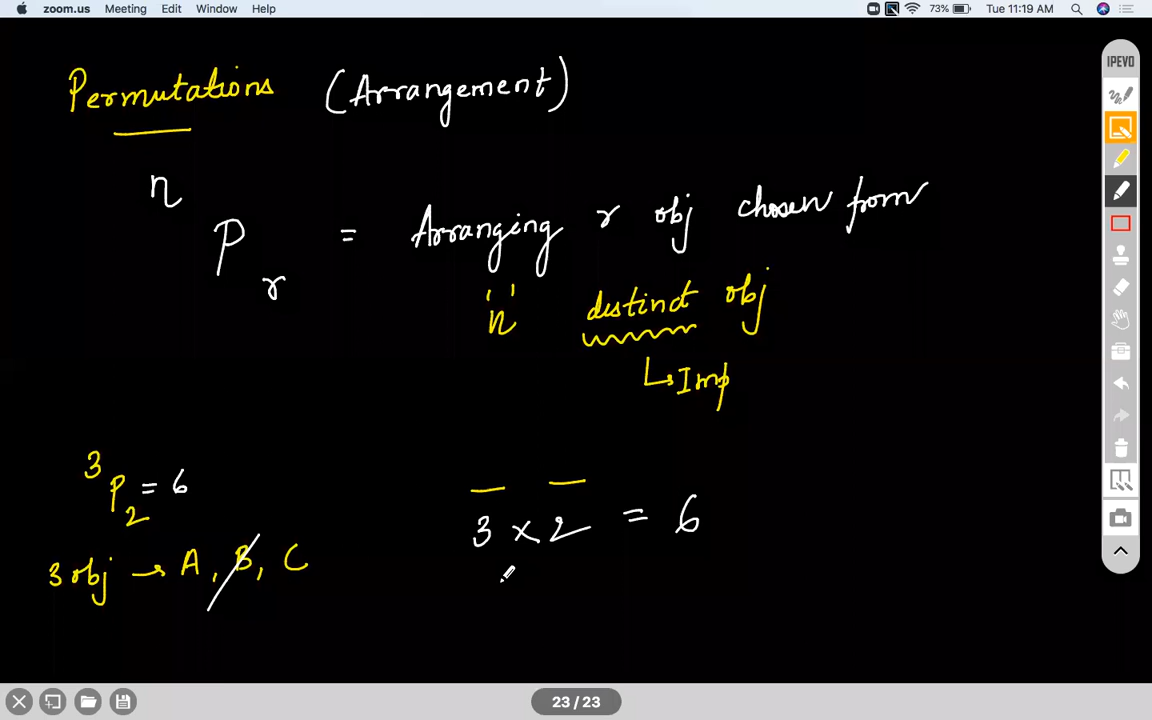 zoom.us Meeting Edit Window Help 73% Tue 11:19 AM
IPEVO
Permutations (Arrangement)
n P r = Arranging r obj chosen from
'n' distinct obj
↳ Imp
3 P 2 = 6
3 × 2 = 6
3 obj → A, B, C
23 / 23